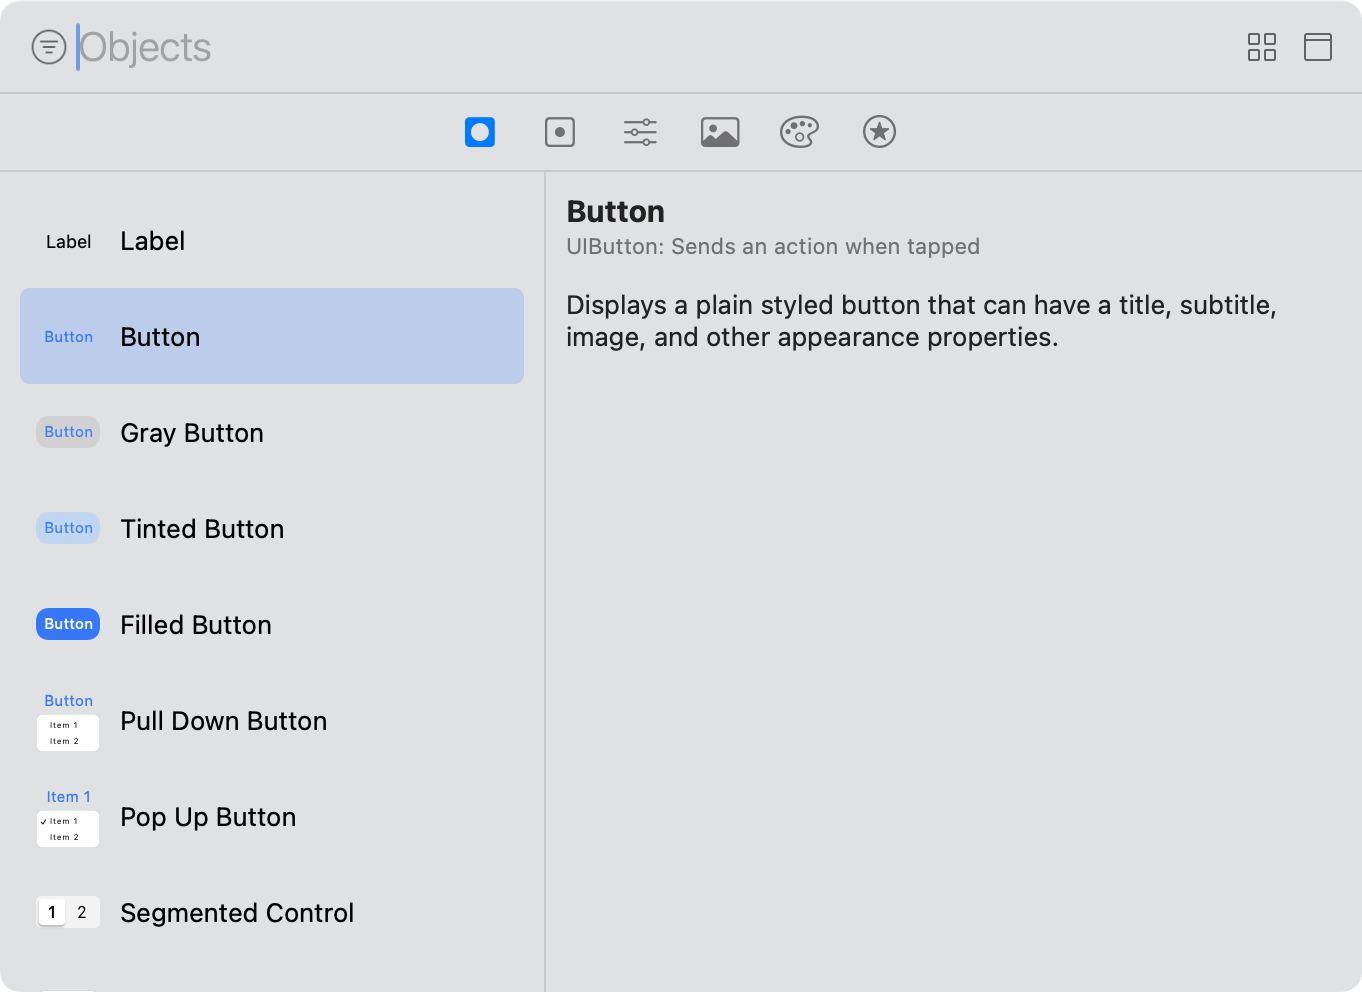 Objects
Label Label
Button Button
Button Gray Button
Button Tinted Button
Button Filled Button
Button
Item 1
Item 2
Pull Down Button
Item 1
✓ Item 1
Item 2
Pop Up Button
1 2 Segmented Control
Button
UIButton: Sends an action when tapped
Displays a plain styled button that can have a title, subtitle,
image, and other appearance properties.